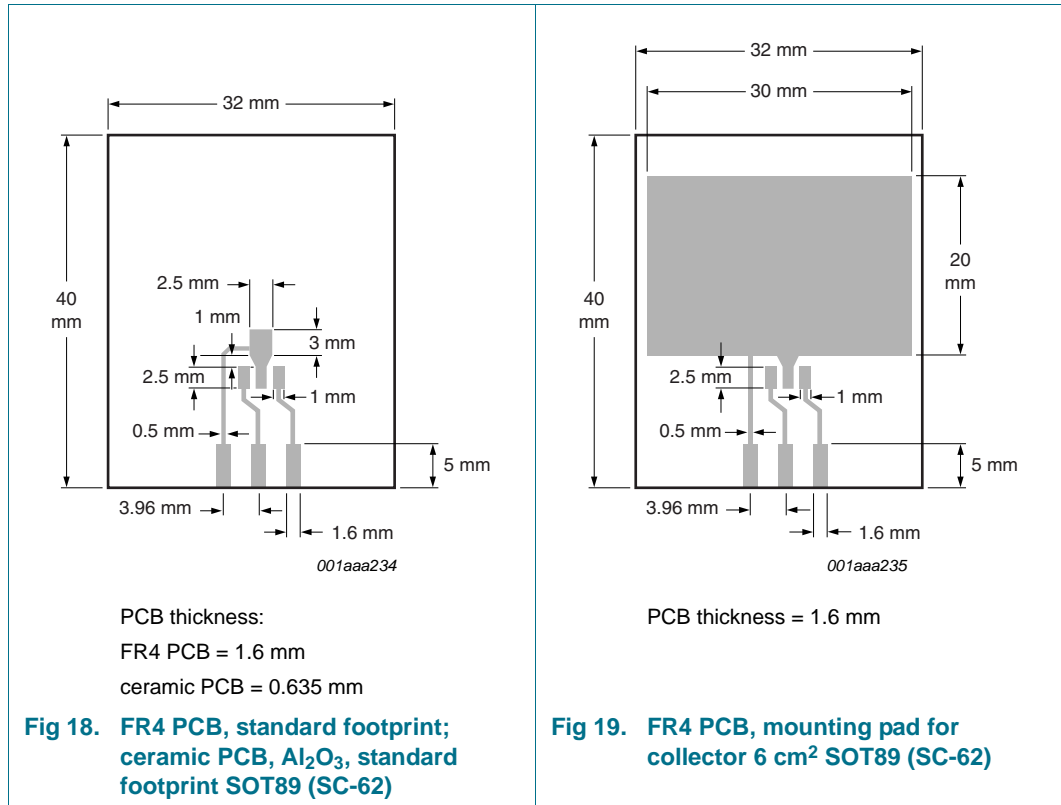 32 mm
40
mm
2.5 mm
1 mm
3 mm
2.5 mm
1 mm
0.5 mm
5 mm
3.96 mm
1.6 mm
001aaa234
PCB thickness:
FR4 PCB = 1.6 mm
ceramic PCB = 0.635 mm
Fig 18. FR4 PCB, standard footprint;
ceramic PCB, Al2O3, standard
footprint SOT89 (SC-62)
32 mm
30 mm
40
mm
20
mm
2.5 mm
1 mm
0.5 mm
5 mm
3.96 mm
1.6 mm
001aaa235
PCB thickness = 1.6 mm
Fig 19. FR4 PCB, mounting pad for
collector 6 cm² SOT89 (SC-62)